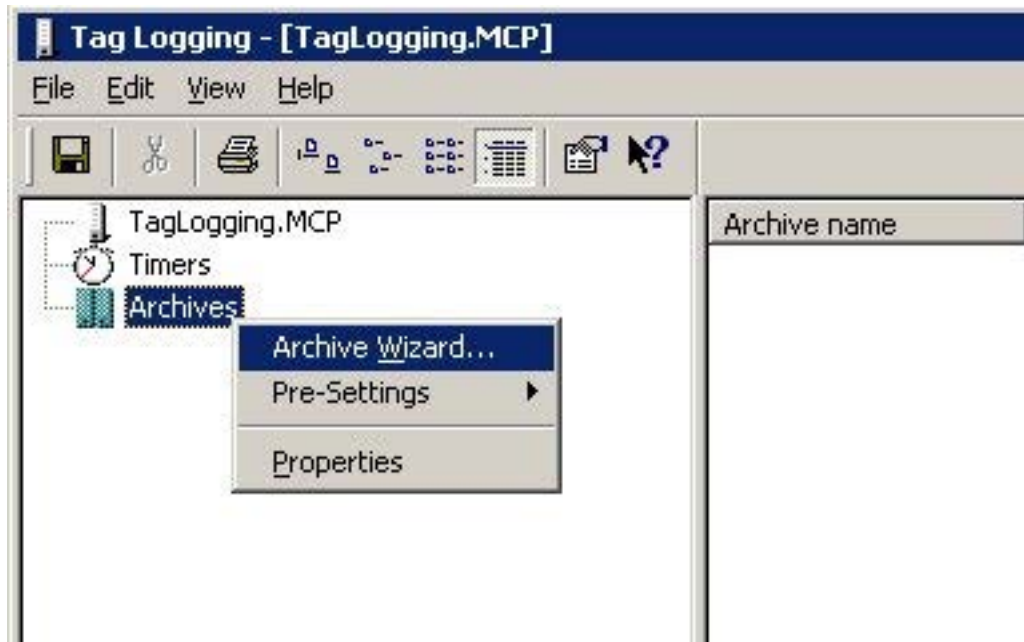 Tag Logging - [TagLogging.MCP]
File Edit View Help
TagLogging.MCP
Timers
Archives
Archive Wizard...
Pre-Settings
Properties
Archive name